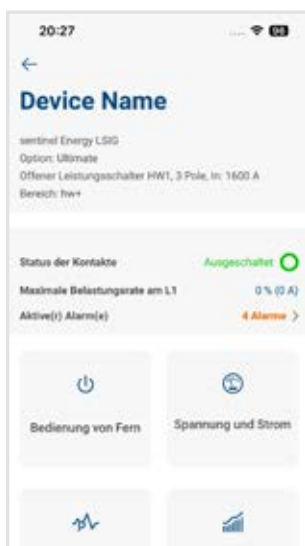 20:27
98
Device Name
sentinel Energy LSIG
Option: Ultimate
Offener Leistungsschalter HW1, 3 Pole, In: 1600 A
Bereich: hw+
Status der Kontakte Ausgeschaltet
Maximale Belastungsrate am L1 0 % (0 A)
Aktive(r) Alarm(e) 4 Alarme
Bedienung von Fern Spannung und Strom